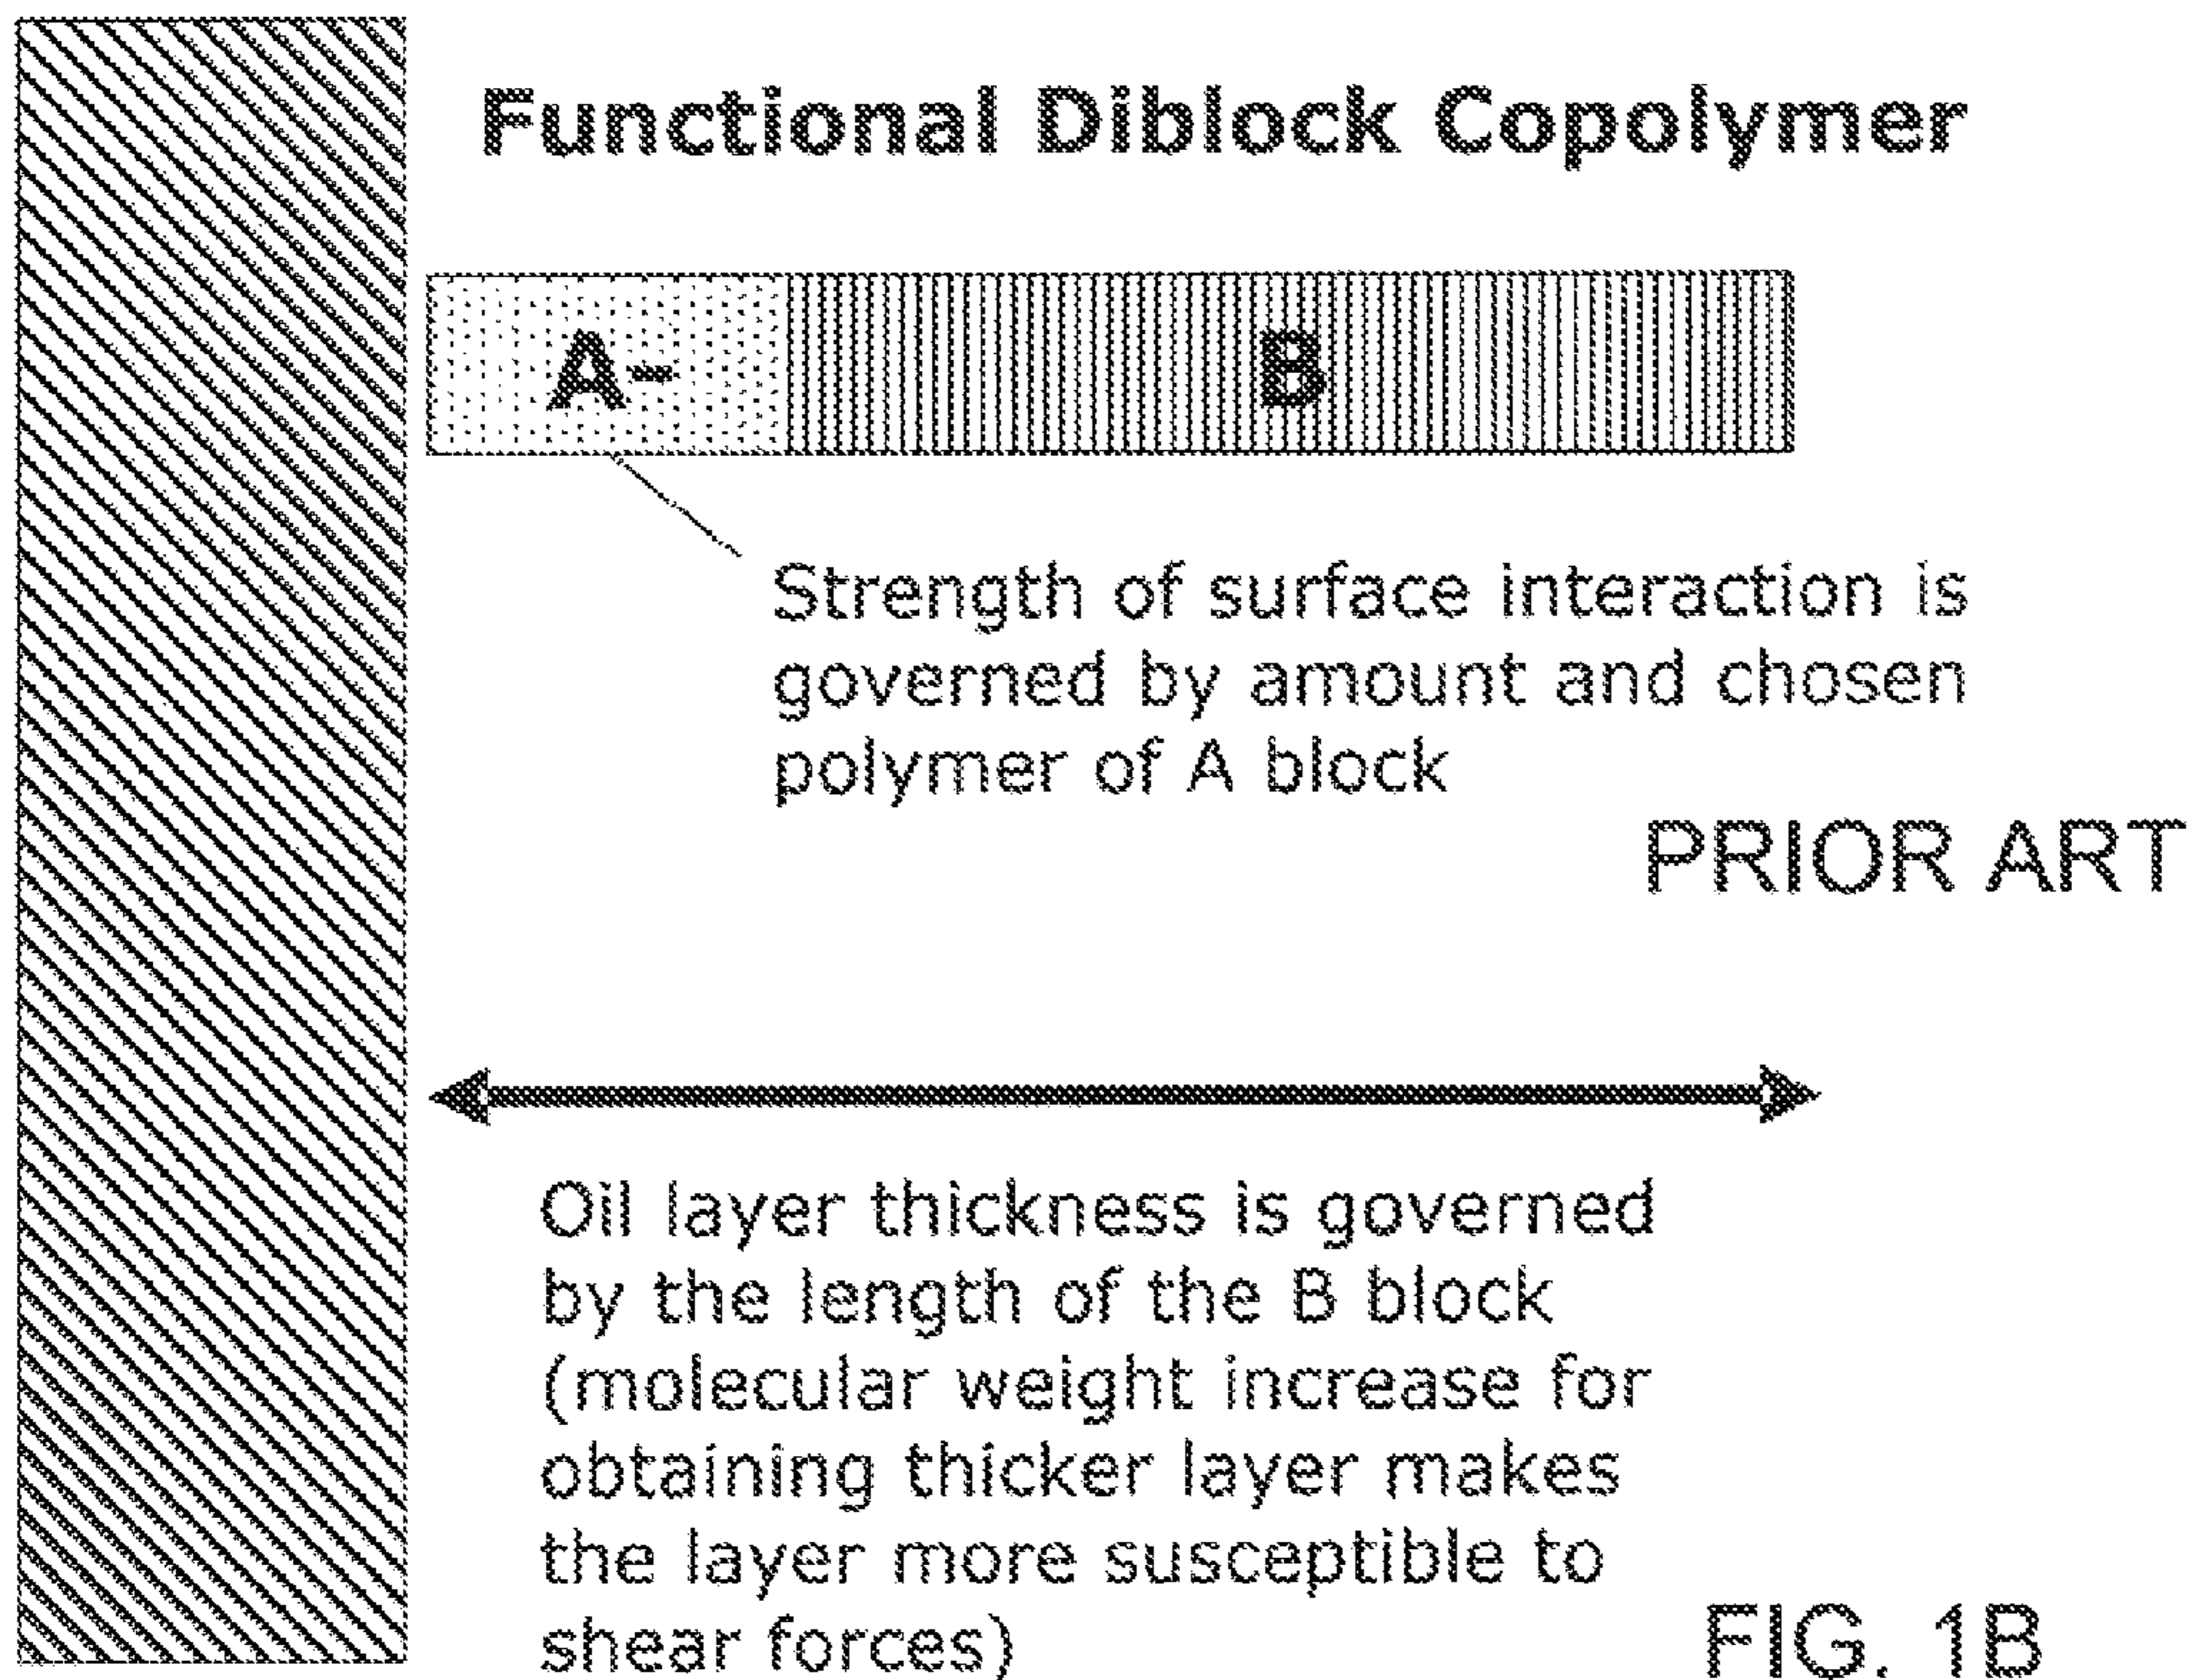 Functional Diblock Copolymer
A-
B
Strength of surface interaction is
governed by amount and chosen
polymer of A block
PRIOR ART
Oil layer thickness is governed
by the length of the B block
(molecular weight increase for
obtaining thicker layer makes
the layer more susceptible to
shear forces)
FIG. 1B